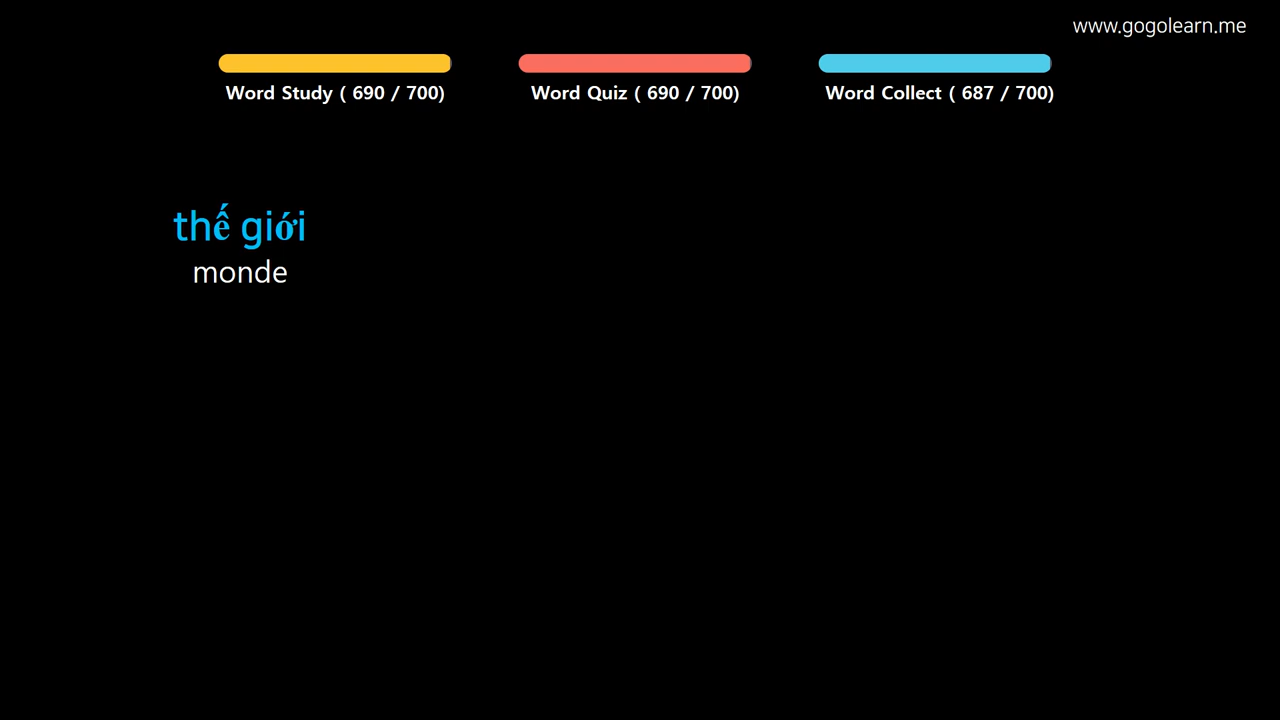 www.gogolearn.me
Word Study ( 690 / 700)
Word Quiz ( 690 / 700)
Word Collect ( 687 / 700)
thế giới
monde